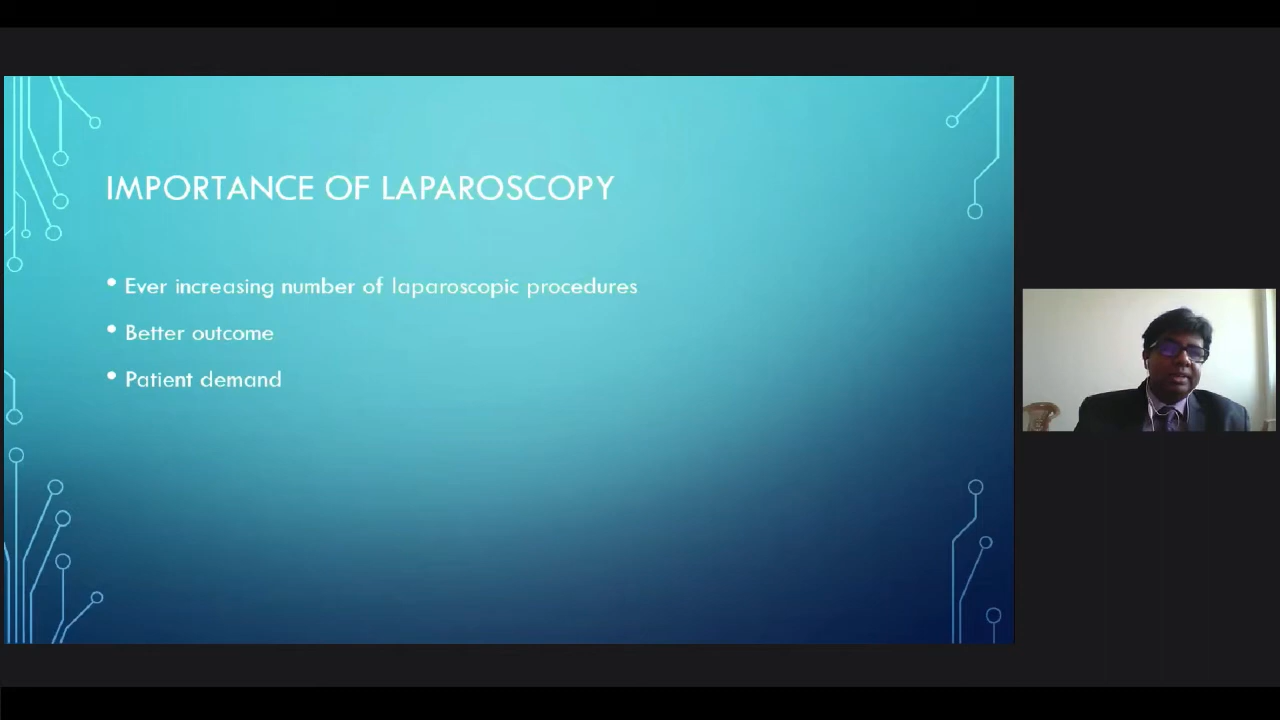 IMPORTANCE OF LAPAROSCOPY
• Ever increasing number of laparoscopic procedures
• Better outcome
• Patient demand